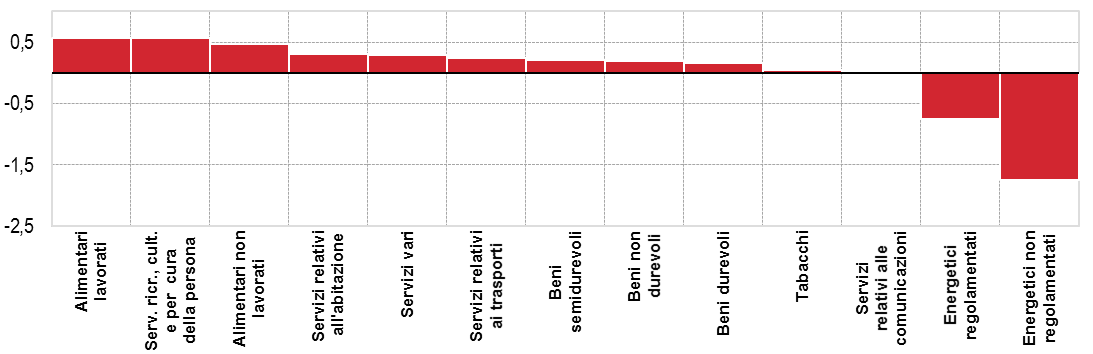 0,5
-0,5
-1,5
-2,5
Alimentari
lavorati
Serv. ricr., cult.
e per cura
della persona
Alimentari non
lavorati
Servizi relativi
all'abitazione
Servizi vari
Servizi relativi
ai trasporti
Beni
semidurevoli
Beni non
durevoli
Beni durevoli
Tabacchi
Servizi
relativi alle
comunicazioni
Energetici
regolamentati
Energetici non
regolamentati